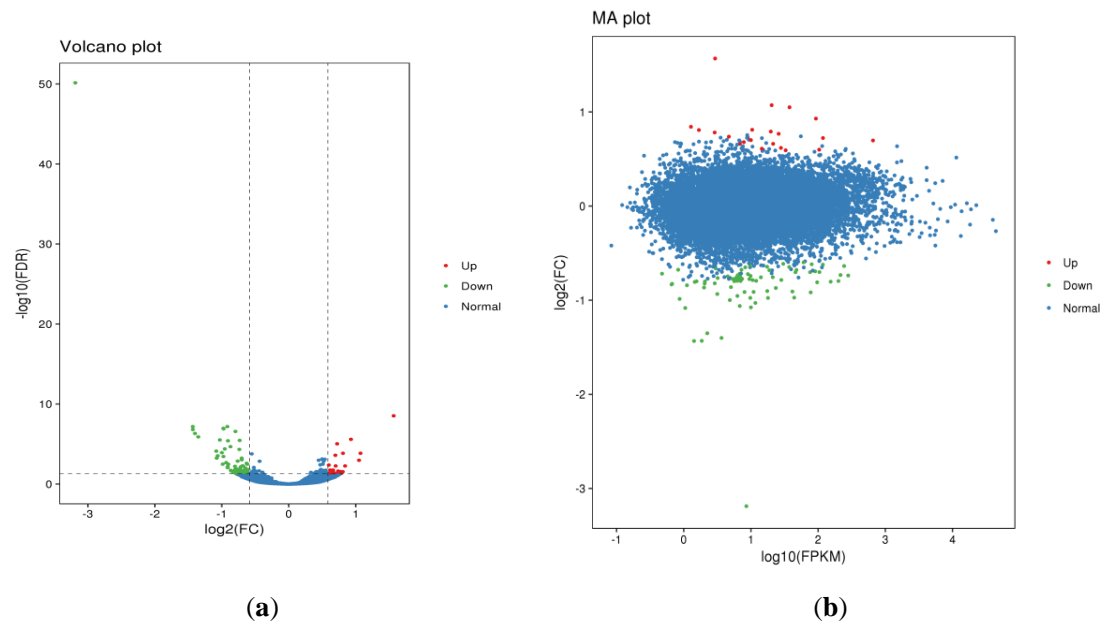 Volcano plot
50
40
30
20
10
0
-log10(FDR)
-3
-2
-1
0
1
log2(FC)
Up
Down
Normal
(a)
MA plot
1
0
-1
-2
-3
log2(FC)
-1
0
1
2
3
4
log10(FPKM)
Up
Down
Normal
(b)